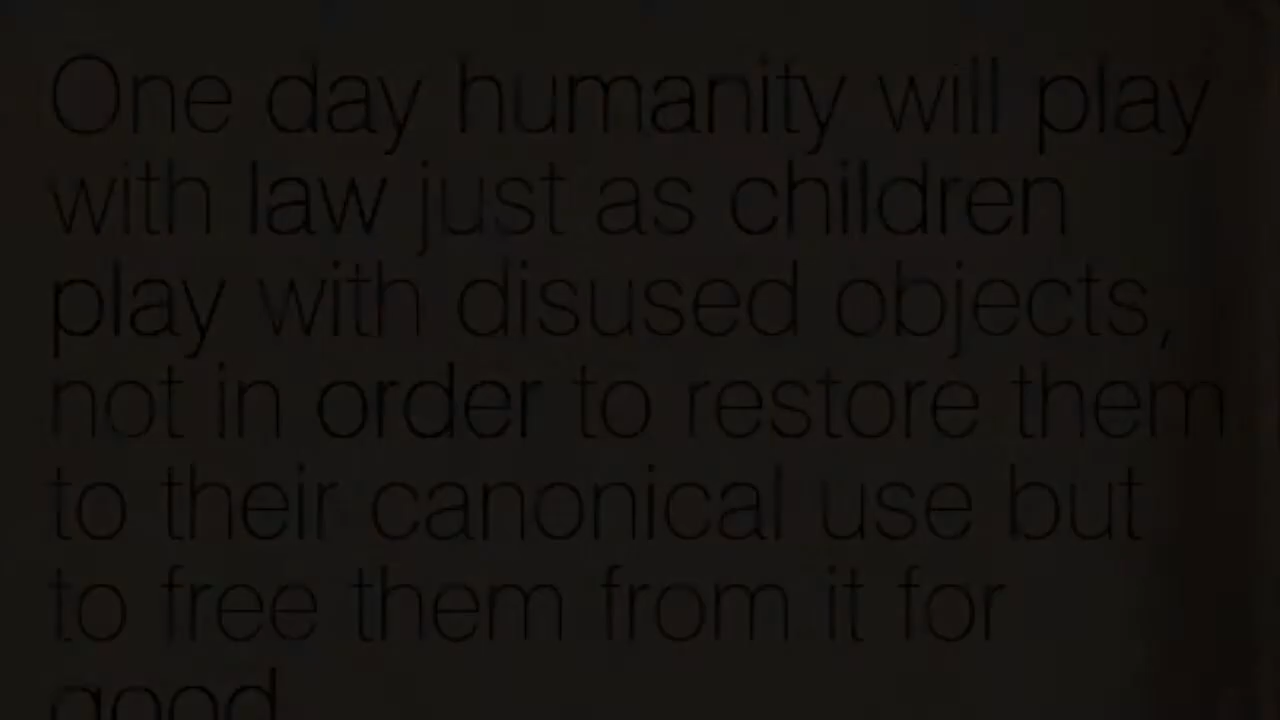 One day humanity will play
with law just as children
play with disused objects,
not in order to restore them
to their canonical use but
to free them from it for
good